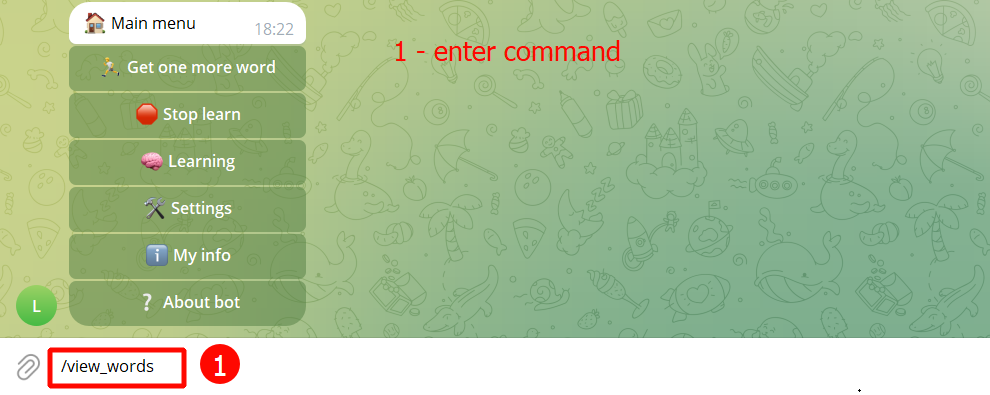 Main menu
18:22
1 - enter command
Get one more word
Stop learn
Learning
Settings
My info
About bot
L
/view_words
1